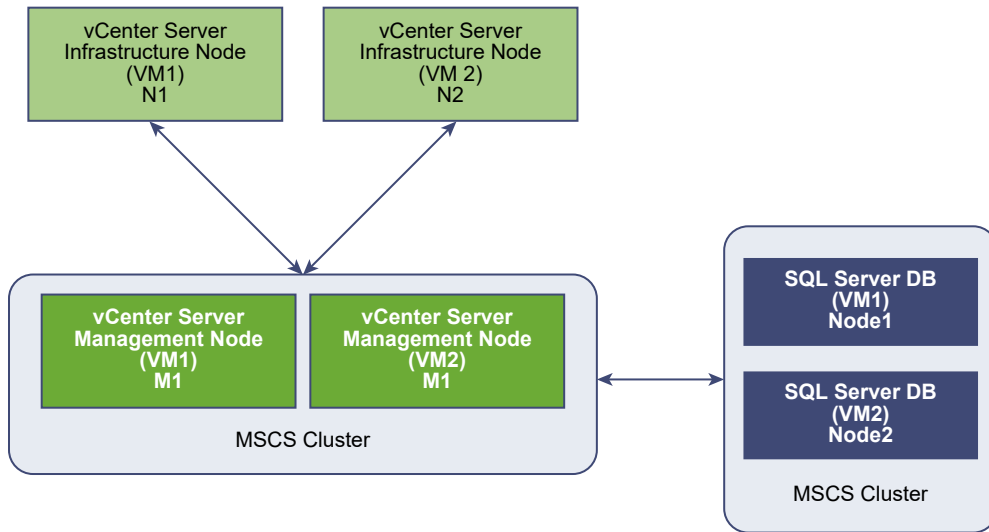 vCenter Server
Infrastructure Node
(VM1)
N1
vCenter Server
Infrastructure Node
(VM 2)
N2
vCenter Server
Management Node
(VM1)
M1
vCenter Server
Management Node
(VM2)
M1
MSCS Cluster
SQL Server DB
(VM1)
Node1
SQL Server DB
(VM2)
Node2
MSCS Cluster